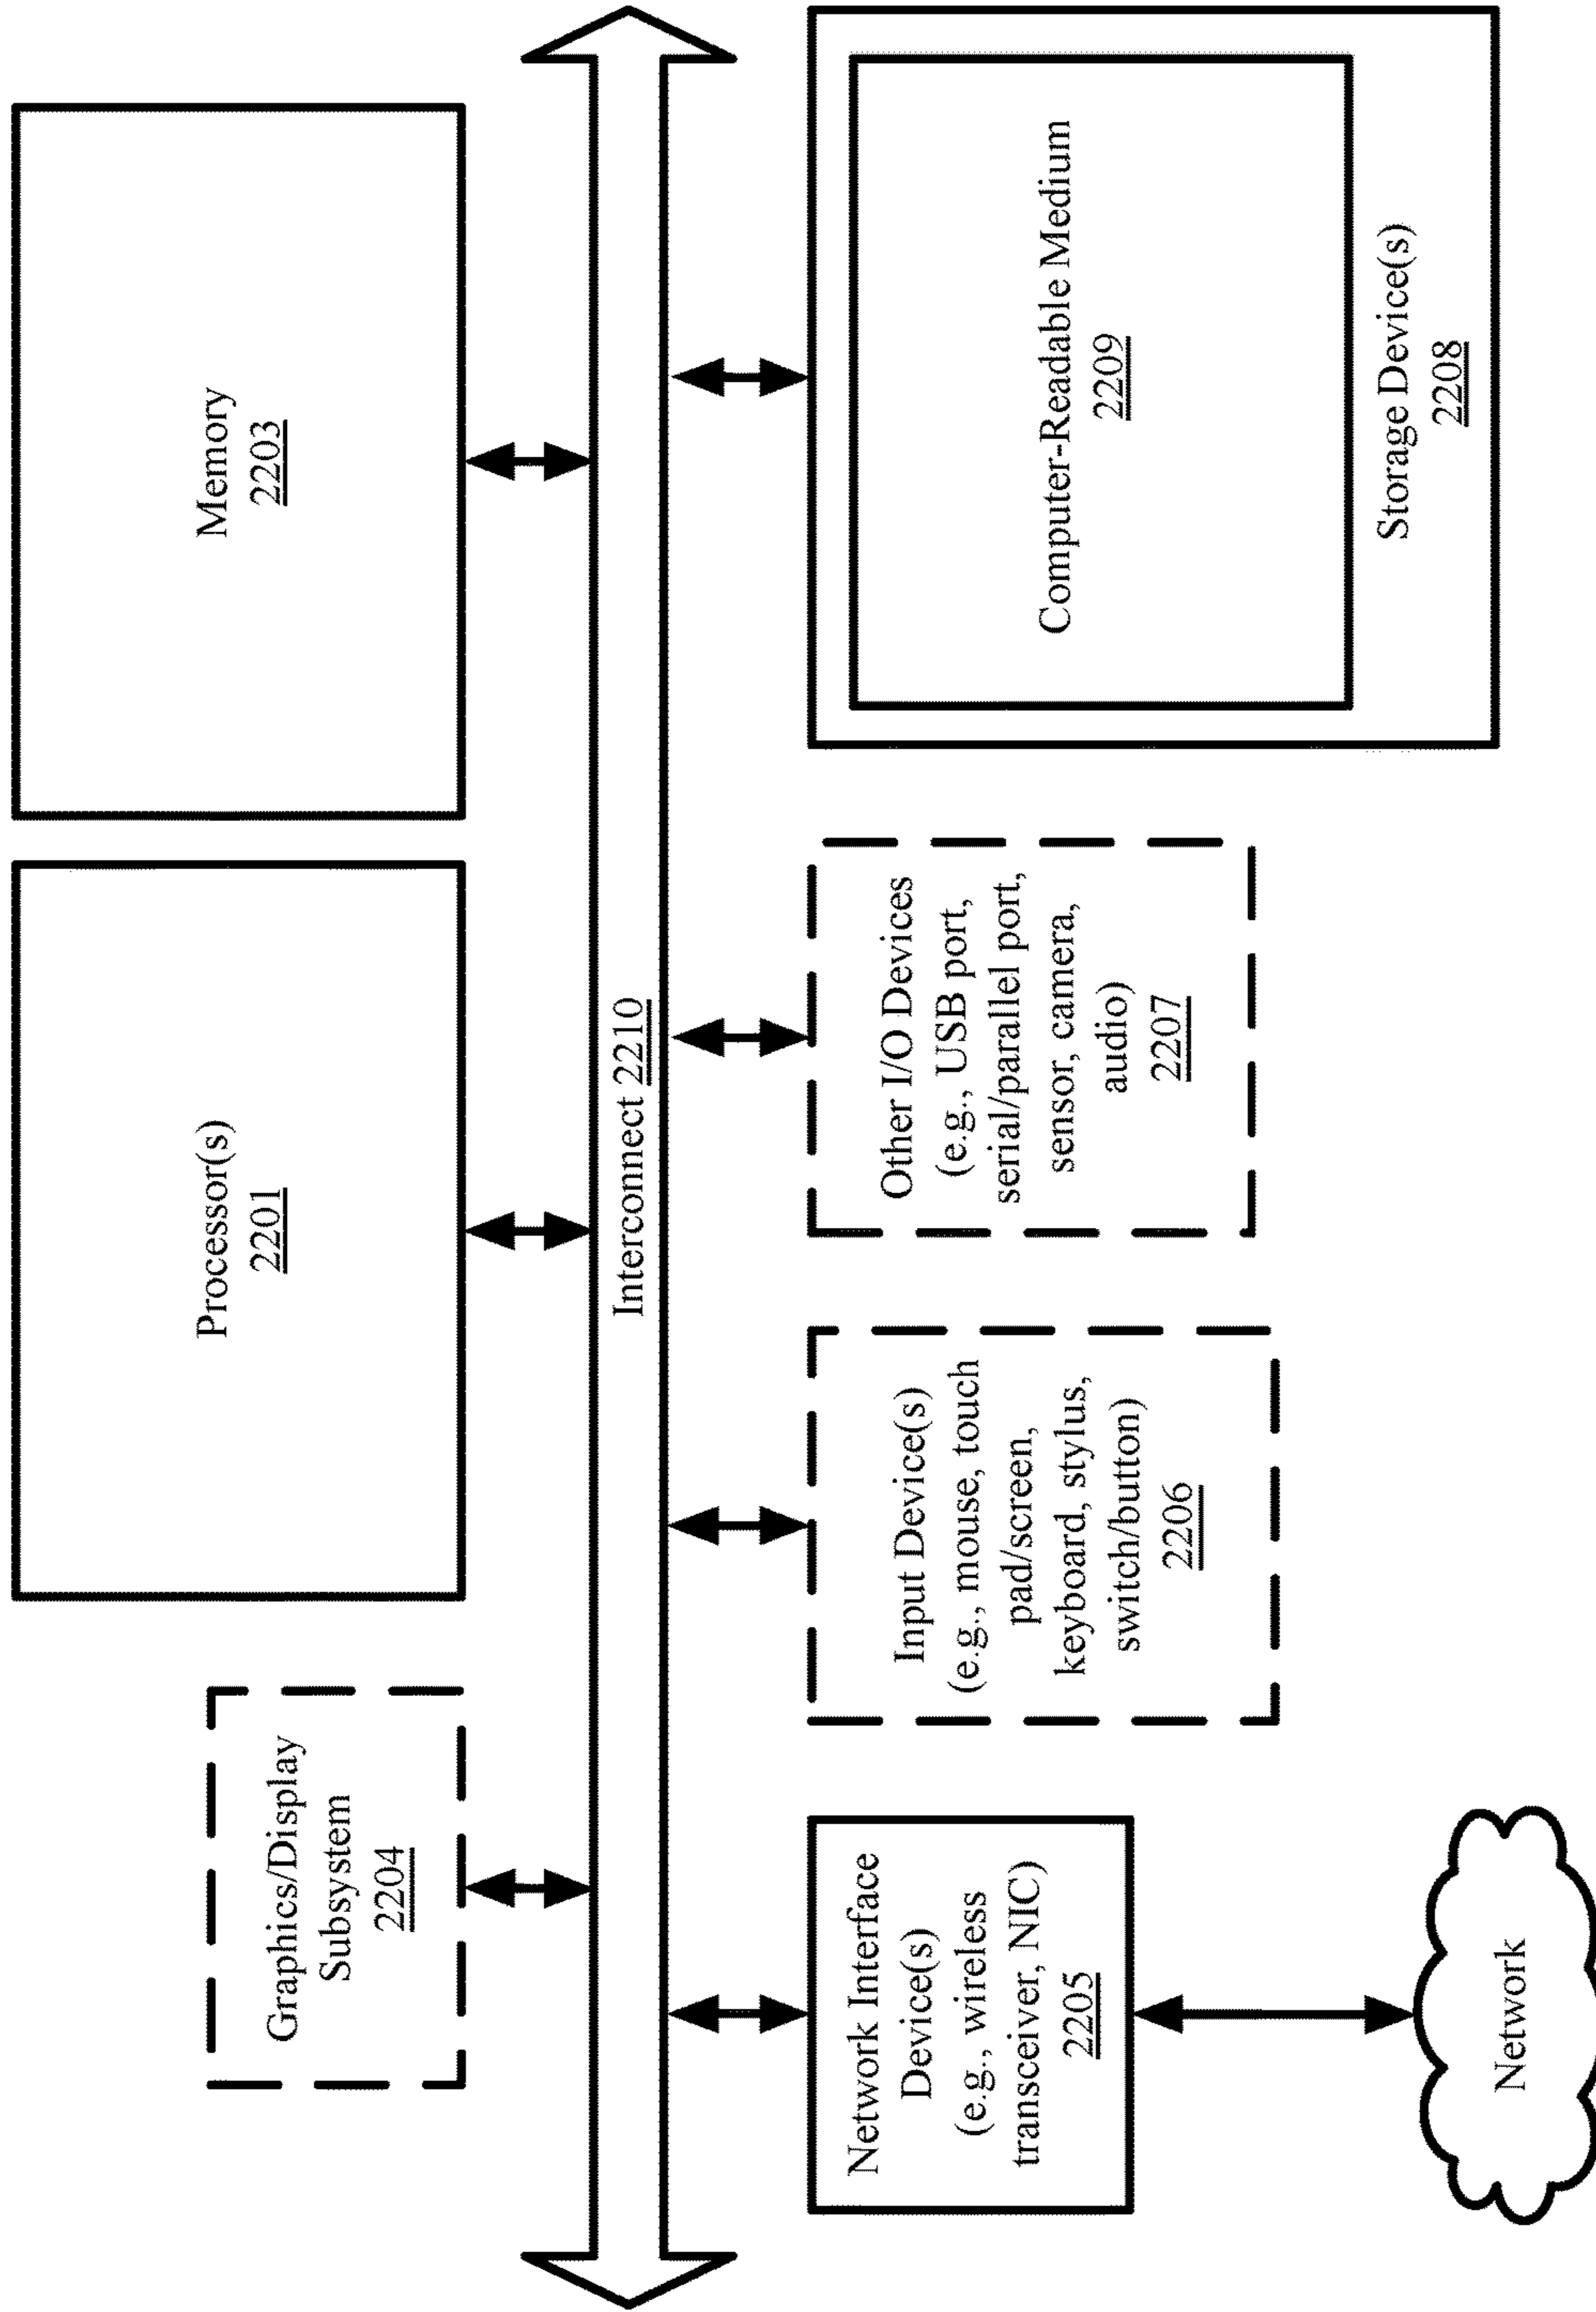 Graphics/Display
Subsystem
2204
Processor(s)
2201
Memory
2203
Interconnect 2210
Network Interface
Device(s)
(e.g., wireless
transceiver, NIC)
2205
Input Device(s)
(e.g., mouse, touch
pad/screen,
keyboard, stylus,
switch/button)
2206
Other I/O Devices
(e.g., USB port,
serial/parallel port,
sensor, camera,
audio)
2207
Computer-Readable Medium
2209
Storage Device(s)
2208
Network